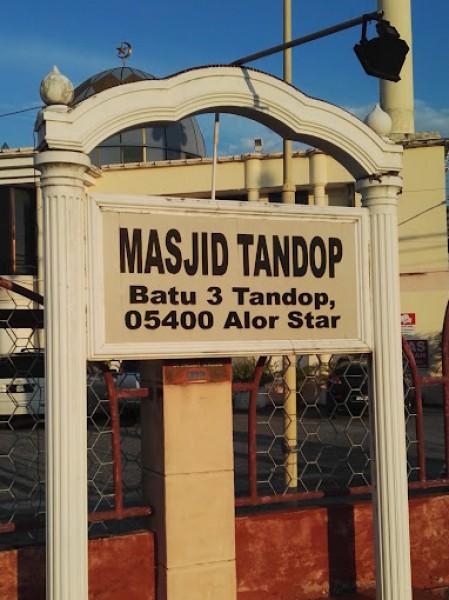 MASJID TANDOP
Batu 3 Tandop,
05400 Alor Star